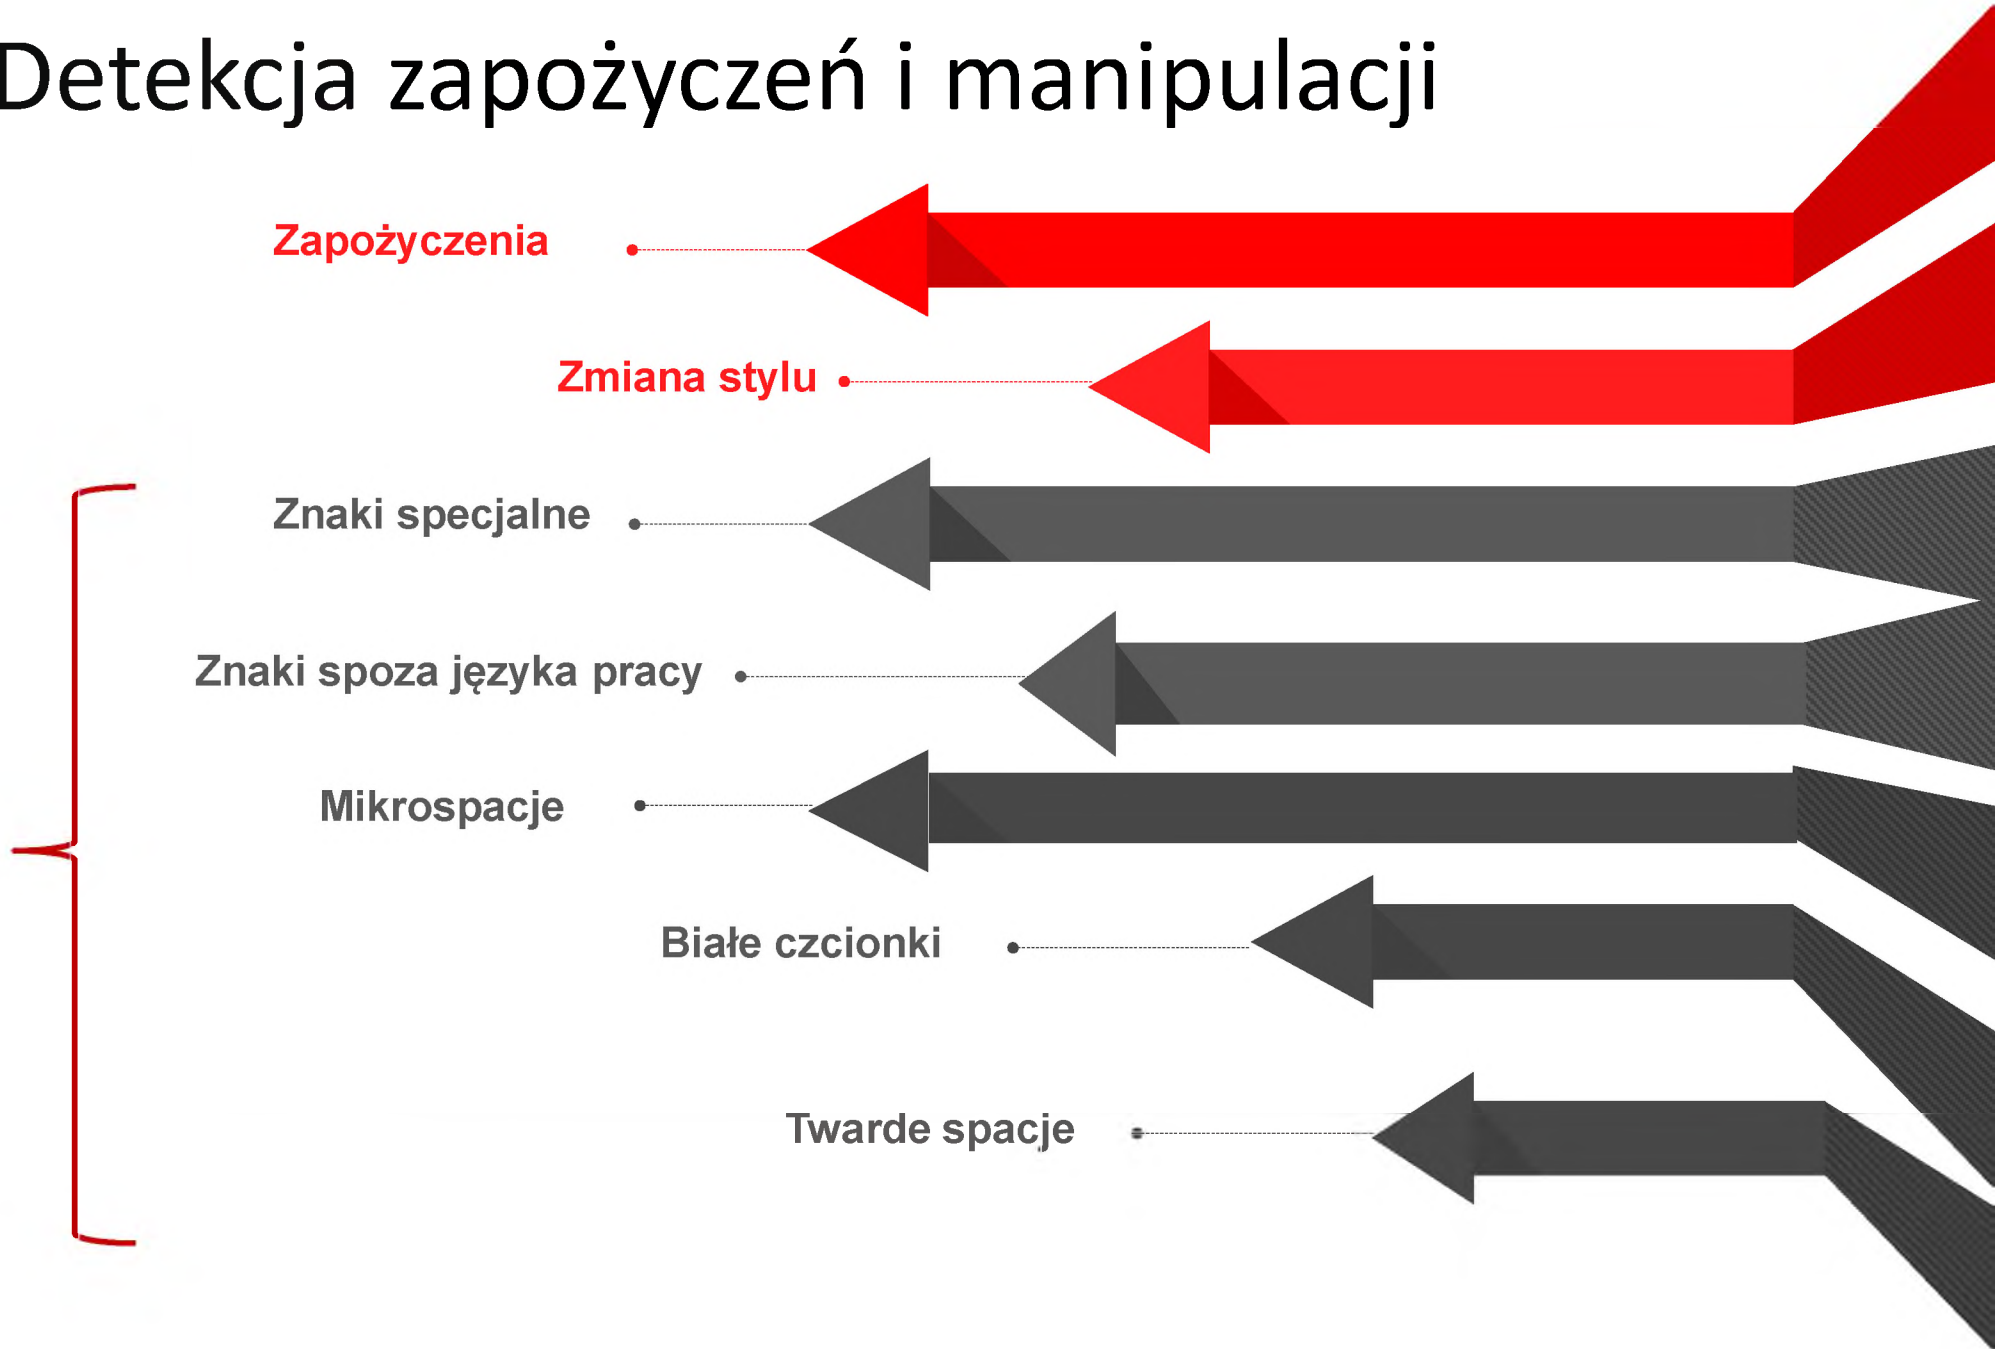 Detekcja zapożyczeń i manipulacji
Zapożyczenia
Zmiana stylu
Znaki specjalne
Znaki spoza języka pracy
Mikrospacje
Białe czcionki
Twarde spacje